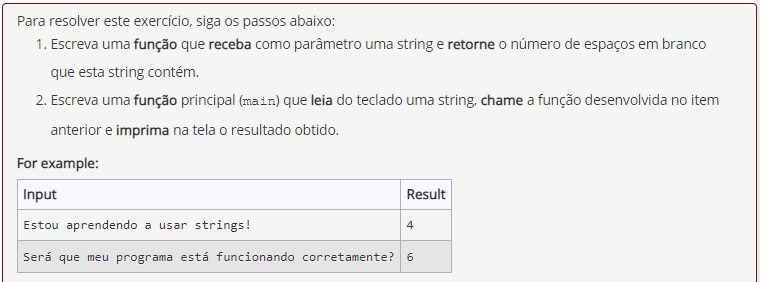 Para resolver este exercício, siga os passos abaixo:
1. Escreva uma função que receba como parâmetro uma string e retorne o número de espaços em branco
que esta string contém.
2. Escreva uma função principal (main) que leia do teclado uma string, chame a função desenvolvida no item
anterior e imprima na tela o resultado obtido.
For example:
Input Result
Estou aprendendo a usar strings! 4
Será que meu programa está funcionando corretamente? 6